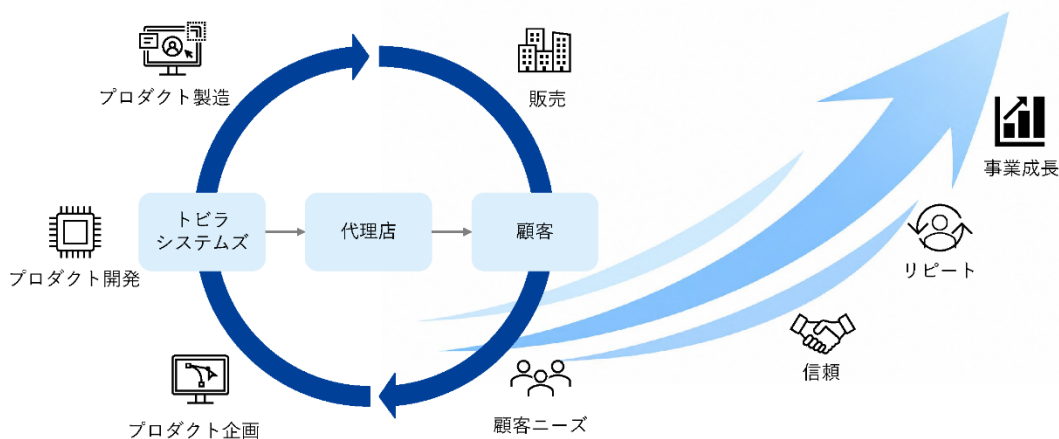 プロダクト製造
販売
事業成長
トビラ
システムズ
代理店
顧客
プロダクト開発
リピート
信頼
プロダクト企画
顧客ニーズ